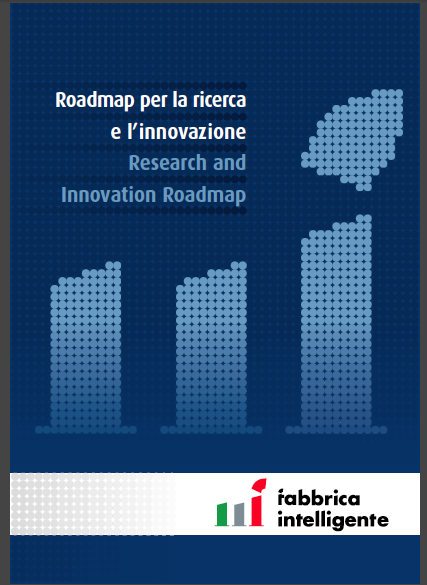 Roadmap per la ricerca
e l'innovazione
Research and
Innovation Roadmap
fabbrica
intelligente